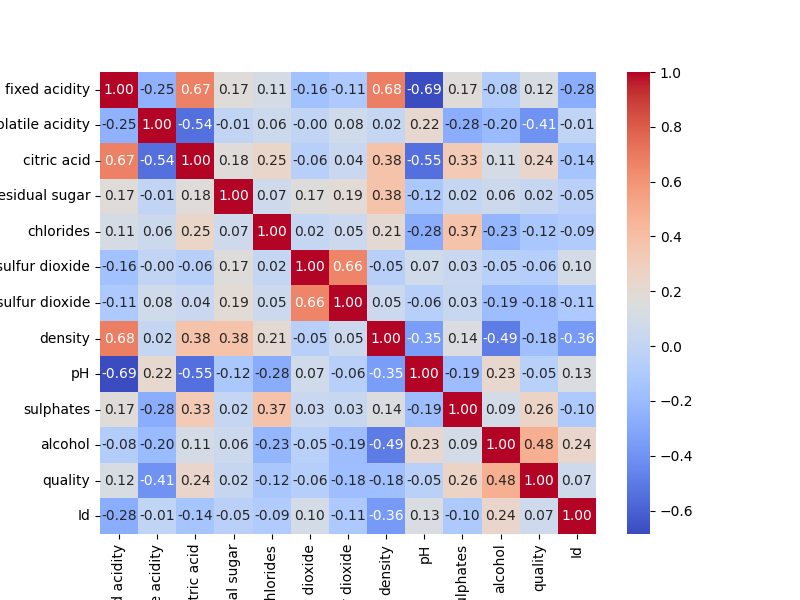 fixed acidity 1.00 -0.25 0.67 0.17 0.11 -0.16 -0.11 0.68 -0.69 0.17 -0.08 0.12 -0.28
olatile acidity -0.25 1.00 -0.54 -0.01 0.06 -0.00 0.08 0.02 0.22 -0.28 -0.20 -0.41 -0.01
citric acid 0.67 -0.54 1.00 0.18 0.25 -0.06 0.04 0.38 -0.55 0.33 0.11 0.24 -0.14
esidual sugar 0.17 -0.01 0.18 1.00 0.07 0.17 0.19 0.38 -0.12 0.02 0.06 0.02 -0.05
chlorides 0.11 0.06 0.25 0.07 1.00 0.02 0.05 0.21 -0.28 0.37 -0.23 -0.12 -0.09
sulfur dioxide -0.16 -0.00 -0.06 0.17 0.02 1.00 0.66 -0.05 0.07 0.03 -0.05 -0.06 0.10
sulfur dioxide -0.11 0.08 0.04 0.19 0.05 0.66 1.00 0.05 -0.06 0.03 -0.19 -0.18 -0.11
density 0.68 0.02 0.38 0.38 0.21 -0.05 0.05 1.00 -0.35 0.14 -0.49 -0.18 -0.36
pH -0.69 0.22 -0.55 -0.12 -0.28 0.07 -0.06 -0.35 1.00 -0.19 0.23 -0.05 0.13
sulphates 0.17 -0.28 0.33 0.02 0.37 0.03 0.03 0.14 -0.19 1.00 0.09 0.26 -0.10
alcohol -0.08 -0.20 0.11 0.06 -0.23 -0.05 -0.19 -0.49 0.23 0.09 1.00 0.48 0.24
quality 0.12 -0.41 0.24 0.02 -0.12 -0.06 -0.18 -0.18 -0.05 0.26 0.48 1.00 0.07
Id -0.28 -0.01 -0.14 -0.05 -0.09 0.10 -0.11 -0.36 0.13 -0.10 0.24 0.07 1.00
d acidity
e acidity
tric acid
al sugar
hlorides
dioxide
dioxide
density
pH
ulphates
alcohol
quality
Id
1.0
0.8
0.6
0.4
0.2
0.0
−0.2
−0.4
−0.6